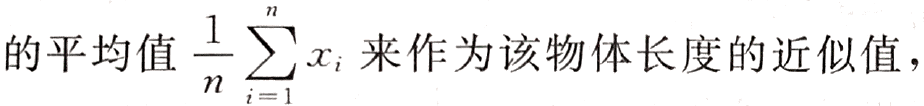 的平均值 $\frac{1}{n}\sum_{i=1}^{n}x_i$ 来作为该物体长度的近似值，